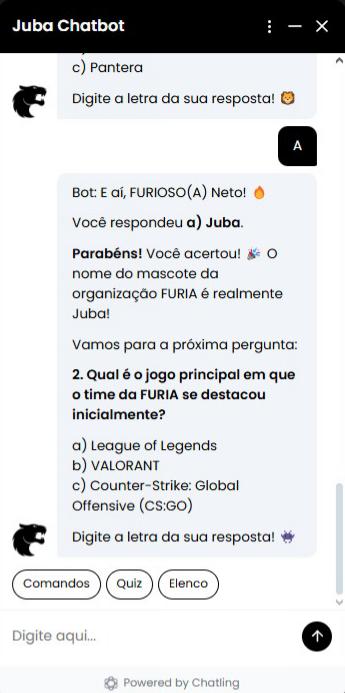 Juba Chatbot
c) Pantera
Digite a letra da sua resposta! 🦁
A
Bot: E aí, FURIOSO(A) Neto! 🔥
Você respondeu a) Juba.
Parabéns! Você acertou! 🎉 O
nome do mascote da
organização FURIA é realmente
Juba!
Vamos para a próxima pergunta:
2. Qual é o jogo principal em que
o time da FURIA se destacou
inicialmente?
a) League of Legends
b) VALORANT
c) Counter-Strike: Global
Offensive (CS:GO)
Digite a letra da sua resposta! 👾
Comandos
Quiz
Elenco
Digite aqui...
Powered by Chatling